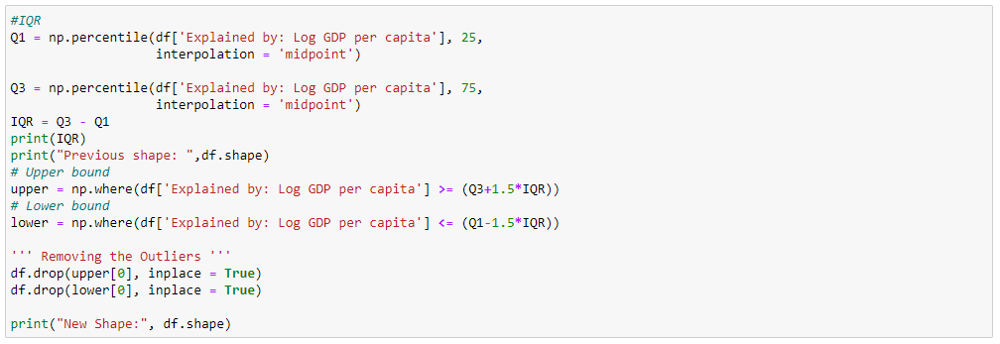 #IQR
Q1 = np.percentile(df['Explained by: Log GDP per capita'], 25,
                   interpolation = 'midpoint')
Q3 = np.percentile(df['Explained by: Log GDP per capita'], 75,
                   interpolation = 'midpoint')
IQR = Q3 - Q1
print(IQR)
print("Previous shape: ",df.shape)
# Upper bound
upper = np.where(df['Explained by: Log GDP per capita'] >= (Q3+1.5*IQR))
# Lower bound
lower = np.where(df['Explained by: Log GDP per capita'] <= (Q1-1.5*IQR))
''' Removing the Outliers '''
df.drop(upper[0], inplace = True)
df.drop(lower[0], inplace = True)
print("New Shape:", df.shape)